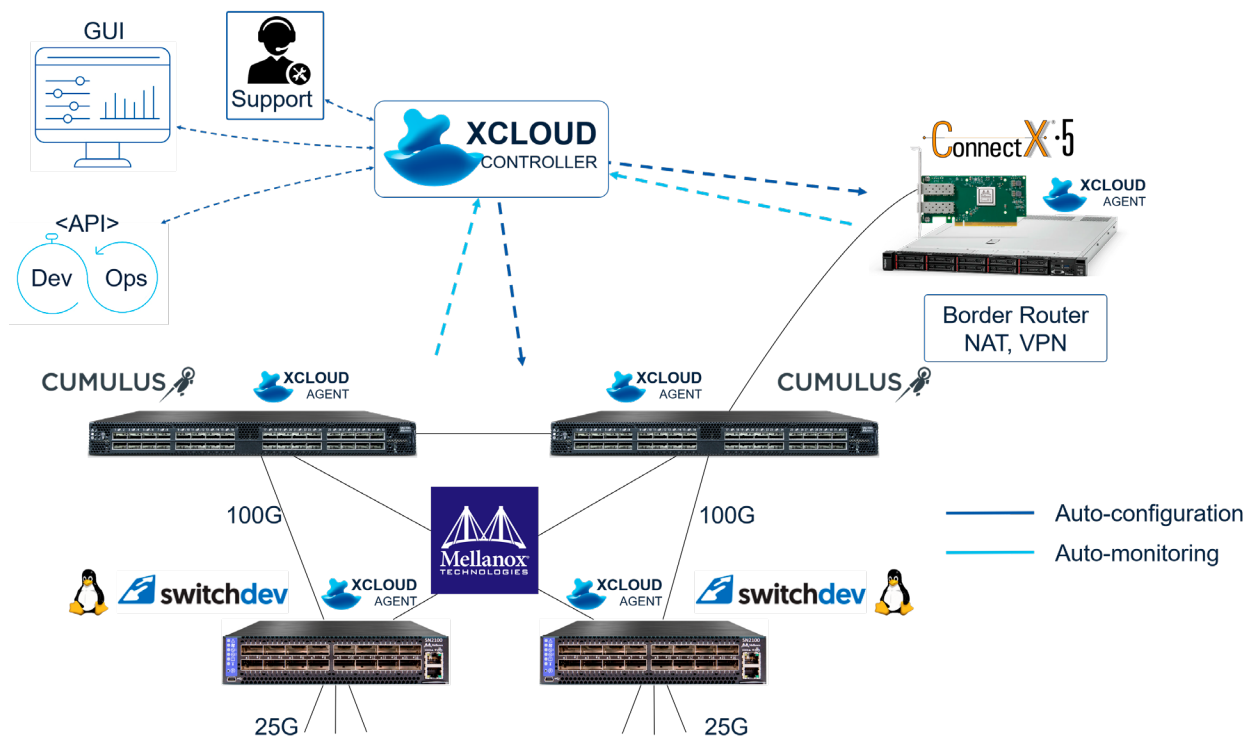 GUI
Support
XCLOUD
CONTROLLER
ConnectX®·5
XCLOUD
AGENT
<API>
Dev
Ops
Border Router
NAT, VPN
CUMULUS
XCLOUD
AGENT
XCLOUD
AGENT
CUMULUS
100G
Mellanox
TECHNOLOGIES
100G
Auto-configuration
Auto-monitoring
switchdev
XCLOUD
AGENT
XCLOUD
AGENT
switchdev
SN2100
SN2100
25G
25G